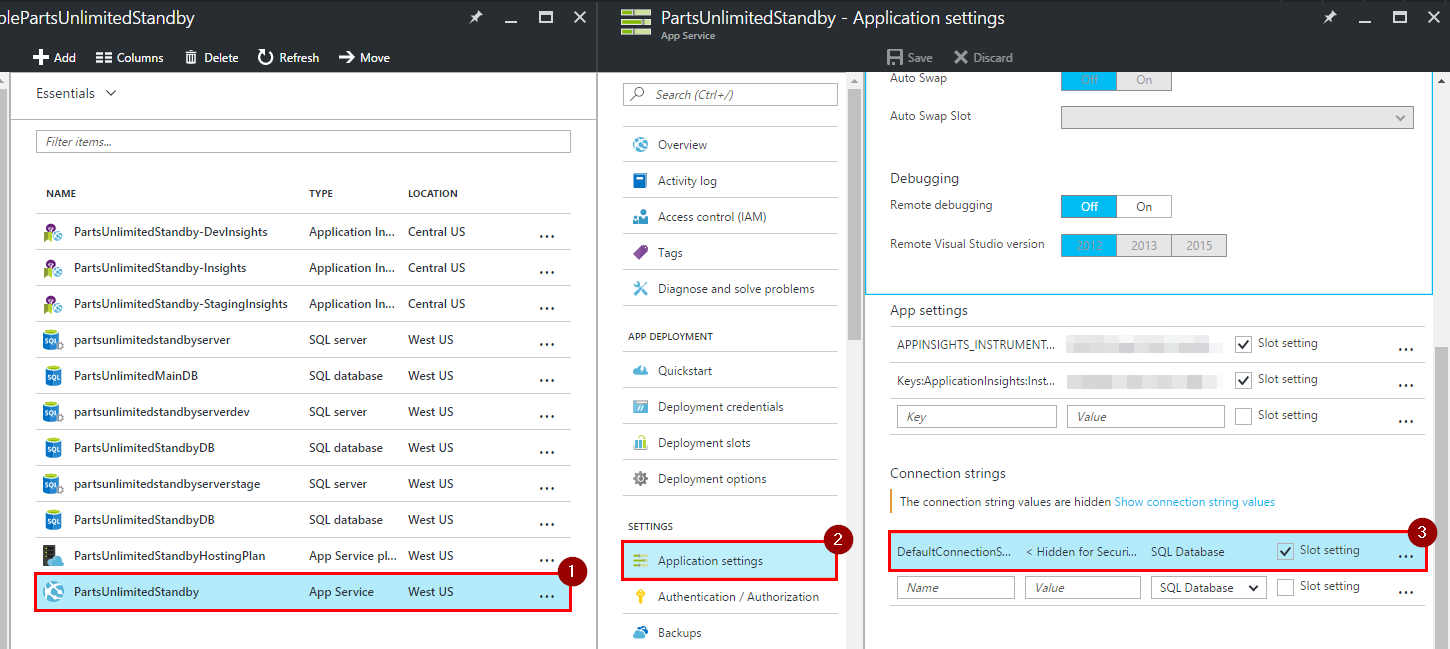 olePartsUnlimitedStandby
Add Columns Delete Refresh Move
Essentials
Filter items...
NAME TYPE LOCATION
PartsUnlimitedStandby-DevInsights Application In... Central US ...
PartsUnlimitedStandby-Insights Application In... Central US ...
PartsUnlimitedStandby-StagingInsights Application In... Central US ...
partsunlimitedstandbyserver SQL server West US ...
PartsUnlimitedMainDB SQL database West US ...
partsunlimitedstandbyserverdev SQL server West US ...
PartsUnlimitedStandbyDB SQL database West US ...
partsunlimitedstandbyserverstage SQL server West US ...
PartsUnlimitedStandbyDB SQL database West US ...
PartsUnlimitedStandbyHostingPlan App Service pl... West US ...
1
PartsUnlimitedStandby App Service West US ...
PartsUnlimitedStandby - Application settings
App Service
Save Discard
Search (Ctrl+/)
Overview
Activity log
Access control (IAM)
Tags
Diagnose and solve problems
APP DEPLOYMENT
Quickstart
Deployment credentials
Deployment slots
Deployment options
SETTINGS
2
Application settings
Authentication / Authorization
Backups
Auto Swap Off On
Auto Swap Slot
Debugging
Remote debugging Off On
Remote Visual Studio version 2012 2013 2015
App settings
APPINSIGHTS_INSTRUMENT... Slot setting ...
Keys:ApplicationInsights:Inst... Slot setting ...
Key Value Slot setting ...
Connection strings
The connection string values are hidden Show connection string values
3
DefaultConnectionS... < Hidden for Securi... SQL Database Slot setting ...
Name Value SQL Database Slot setting ...